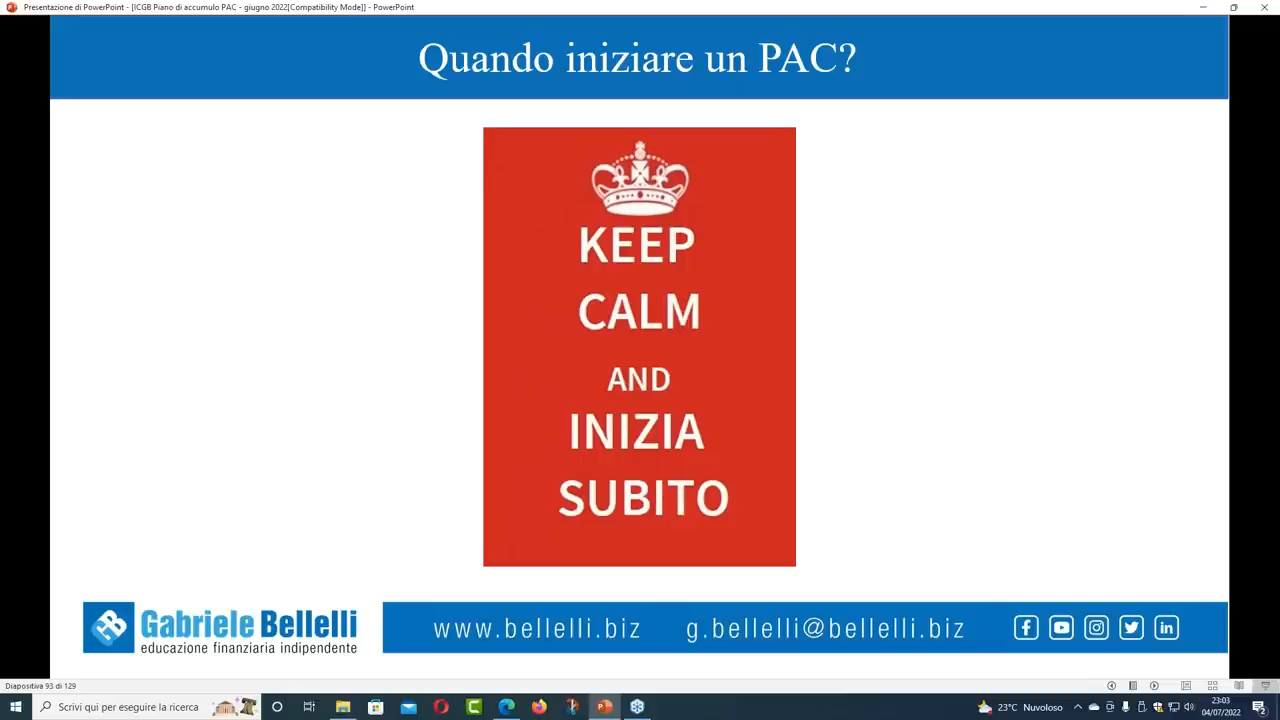 Presentazione di PowerPoint - [ICGB Piano di accumulo PAC - giugno 2022[Compatibility Mode]] - PowerPoint
Quando iniziare un PAC?
KEEP
CALM
AND
INIZIA
SUBITO
Gabriele Bellelli
educazione finanziaria indipendente
www.bellelli.biz g.bellelli@bellelli.biz
Diapositiva 93 di 129
Scrivi qui per eseguire la ricerca
23°C Nuvoloso
23:03
04/07/2022
2